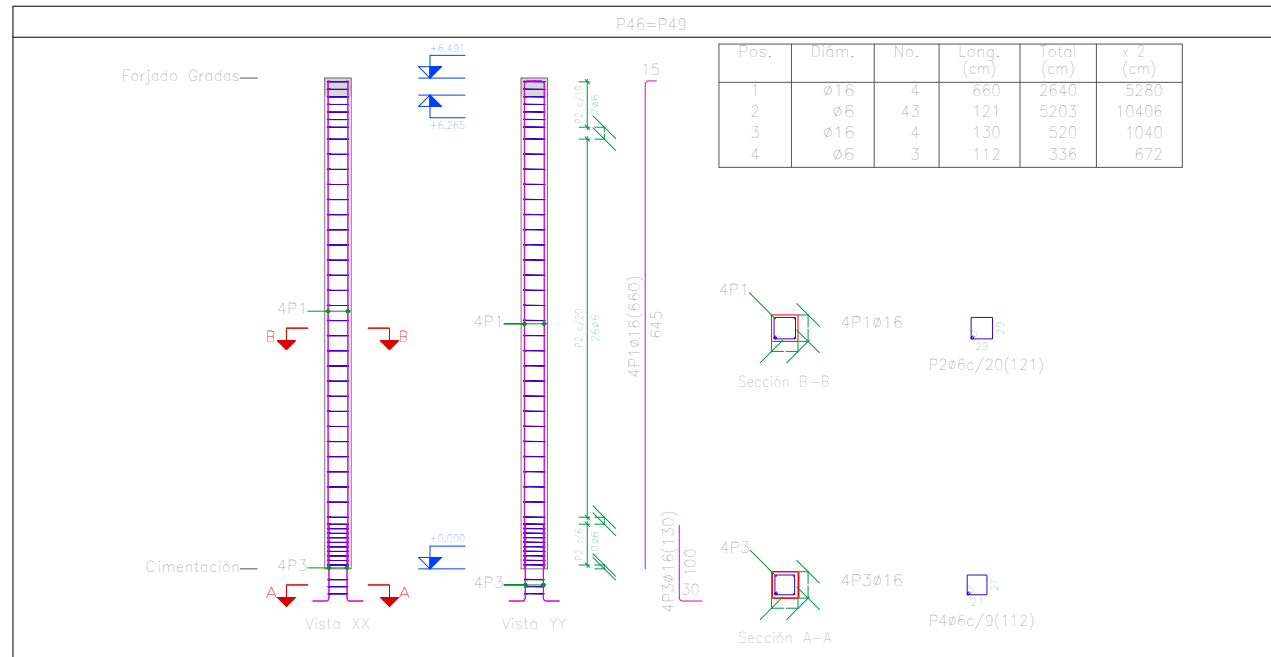 P46=P49
Pos. Diám. No. Long. (cm) Total (cm) x 2 (cm)
1 ø16 4 660 2640 5280
2 ø6 43 121 5203 10406
3 ø16 4 130 520 1040
4 ø6 3 112 336 672
Forjado Gradas
+6.491
+6.265
P2 c/10
7ø6
15
4P1
4P1
B B
P2 c/20
26ø6
4P1ø16(660)
645
4P1
4P1ø16
Sección B-B
29
29
P2ø6c/20(121)
+0.000
Cimentación
4P3
4P3
A A
P2 c/6
4P3ø16(130)
100
30
4P3
4P3ø16
Sección A-A
27
27
P4ø6c/9(112)
Vista XX
Vista YY